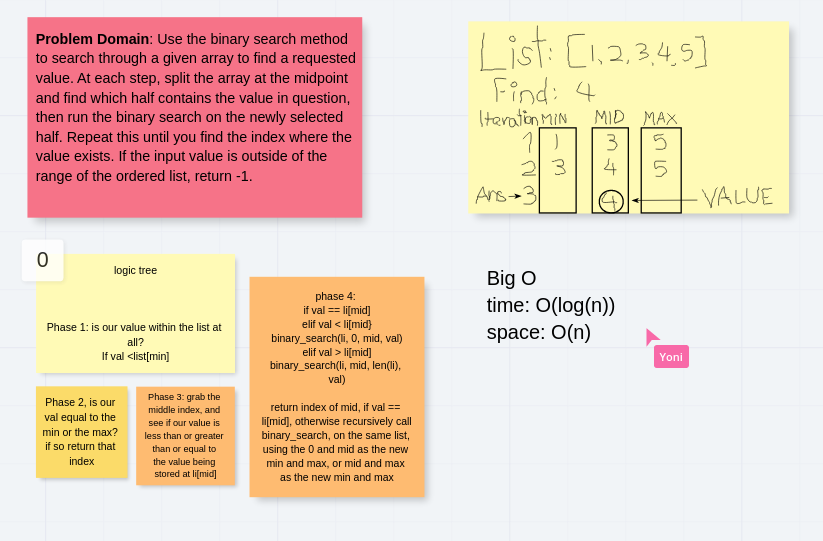 Problem Domain: Use the binary search method
to search through a given array to find a requested
value. At each step, split the array at the midpoint
and find which half contains the value in question,
then run the binary search on the newly selected
half. Repeat this until you find the index where the
value exists. If the input value is outside of the
range of the ordered list, return -1.
List: [1,2,3,4,5]
Find: 4
Iteration MIN MID MAX
1 1 3 5
2 3 4 5
Ans → 3 4 ← VALUE
0
logic tree
Phase 1: is our value within the list at
all?
If val <list[min]
Phase 2, is our
val equal to the
min or the max?
if so return that
index
Phase 3: grab the
middle index, and
see if our value is
less than or greater
than or equal to
the value being
stored at li[mid]
phase 4:
if val == li[mid]
elif val < li[mid}
binary_search(li, 0, mid, val)
elif val > li[mid]
binary_search(li, mid, len(li),
val)
return index of mid, if val ==
li[mid], otherwise recursively call
binary_search, on the same list,
using the 0 and mid as the new
min and max, or mid and max
as the new min and max
Big O
time: O(log(n))
space: O(n)
Yoni